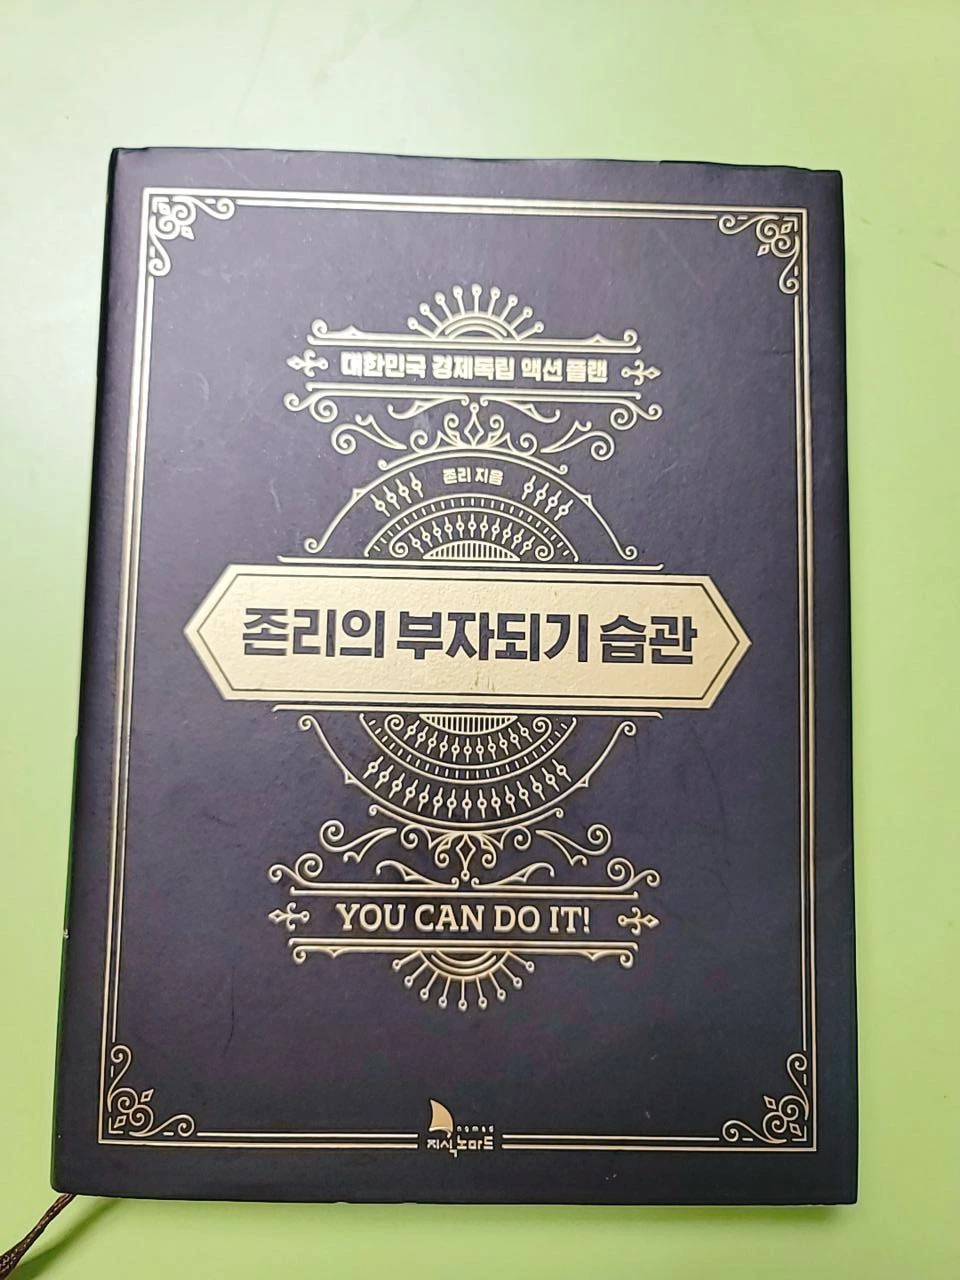 대한민국 경제독립 액션 플랜
존리 지음
존리의 부자되기 습관
YOU CAN DO IT!
nomad
지식노마드